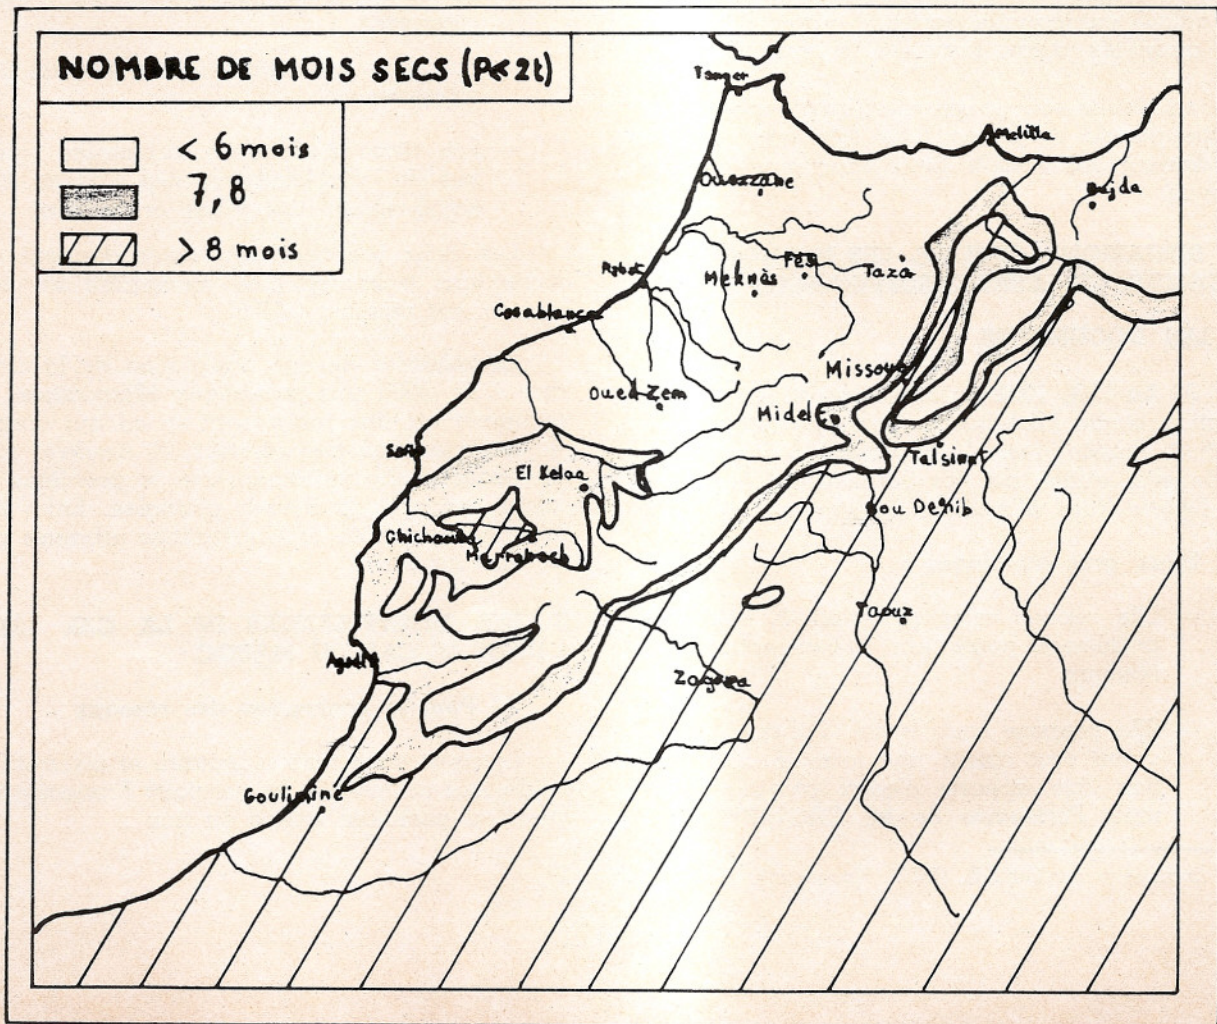 NOMBRE DE MOIS SECS (P<2t)
< 6 mois
7,8
> 8 mois
Tanger
Melilla
Ouezzane
Oujda
Rabat
Meknès
Fès
Taza
Casablanca
Missour
Oued Zem
Midelt
Safi
El Kelaa
Talsinnt
Bou Denib
Chichaoua
Marrakech
Taouz
Agadir
Zagora
Goulimine